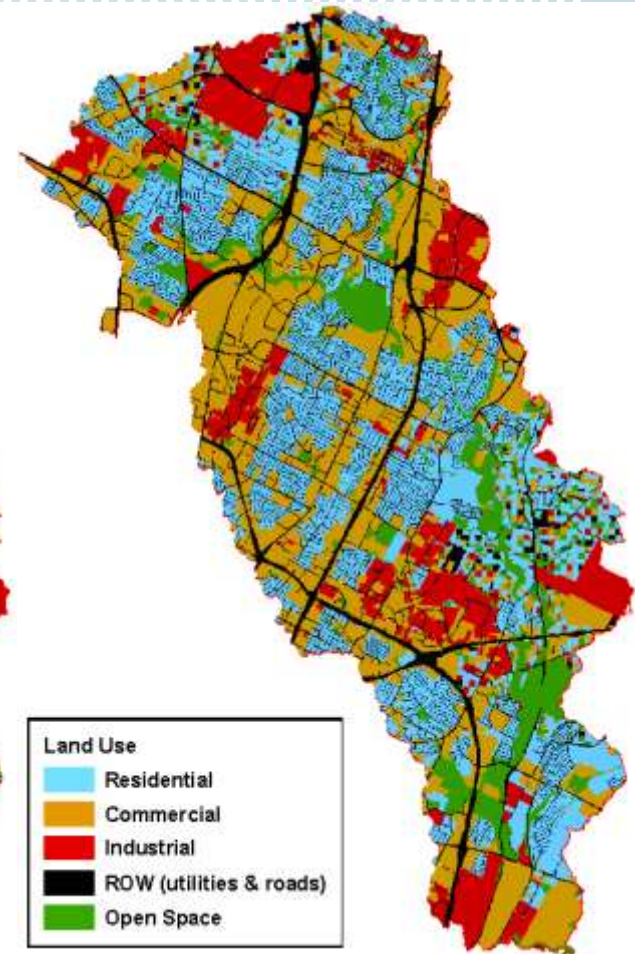 Land Use
Residential
Commercial
Industrial
ROW (utilities & roads)
Open Space